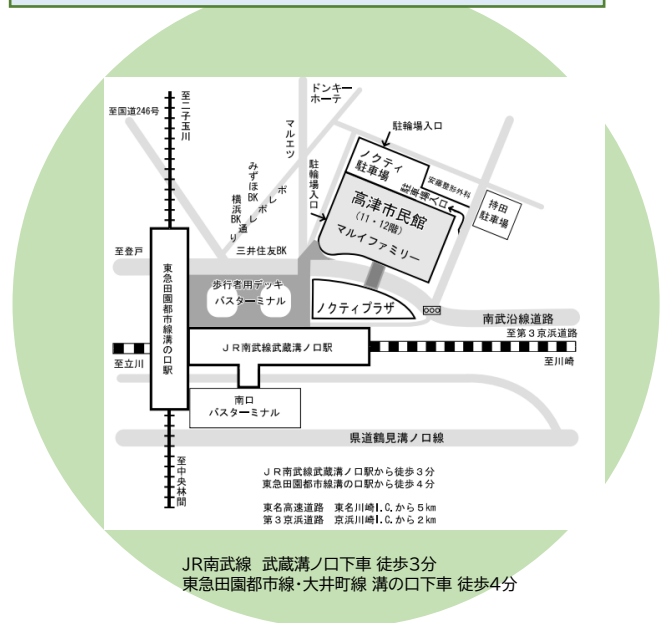 ドンキー
ホーテ
至二子玉川
至国道246号
マルエツ
駐輪場入口
ノクティ
駐車場
安藤整形外科
駐車場入口
駐輪場入口
持田
駐車場
高津市民館
(11・12階)
マルイファミリー
みずほBK
横浜BK
ポレポレ通り
三井住友BK
至登戸
東急田園都市線溝の口駅
歩行者用デッキ
バスターミナル
ノクティプラザ
南武沿線道路
至第3京浜道路
JR南武線武蔵溝ノ口駅
至立川
至川崎
南口
バスターミナル
県道鶴見溝ノ口線
至中央林間
JR南武線武蔵溝ノ口駅から徒歩3分
東急田園都市線溝の口駅から徒歩4分
東名高速道路 東名川崎I.C.から5km
第3京浜道路 京浜川崎I.C.から2km
JR南武線 武蔵溝ノ口下車 徒歩3分
東急田園都市線・大井町線 溝の口下車 徒歩4分